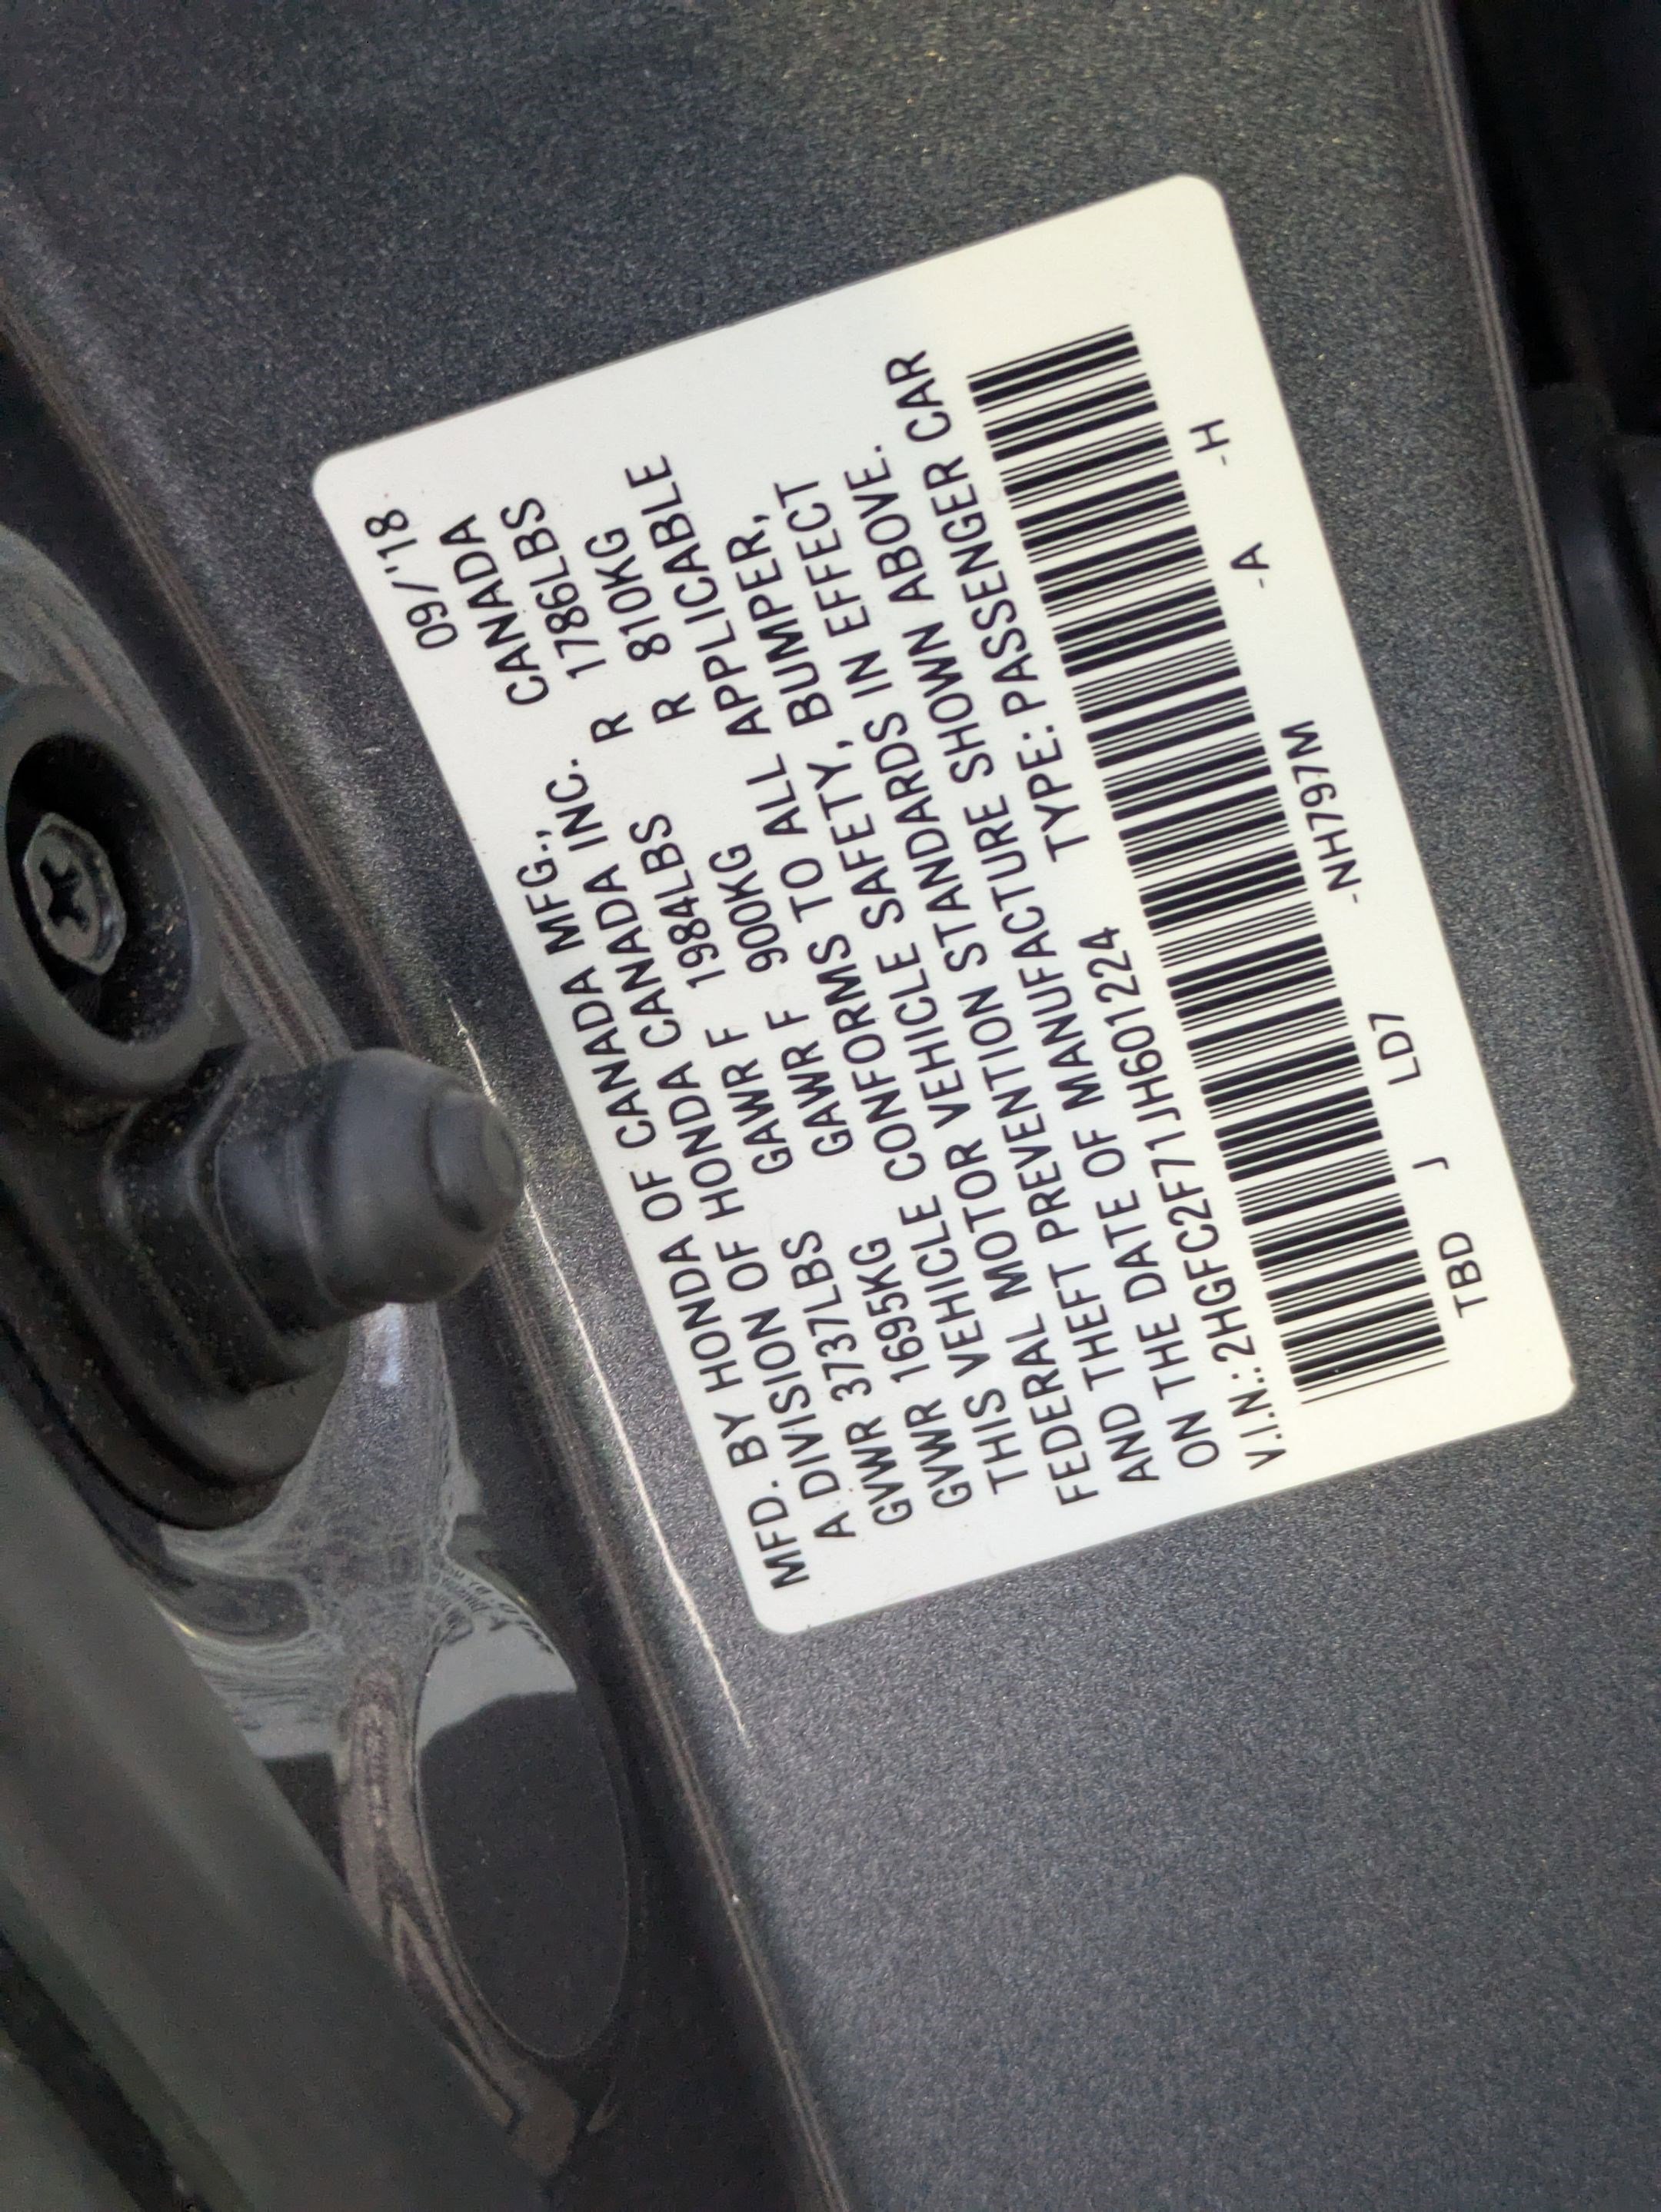 MFD. BY HONDA OF CANADA MFG., 09/'18
A DIVISION OF HONDA CANADA INC. CANADA
GVWR 3737LBS GAWR F 1984LBS R 1786LBS
GVWR 1695KG GAWR F 900KG R 810KG
THIS VEHICLE CONFORMS TO ALL APPLICABLE
FEDERAL MOTOR VEHICLE SAFETY, BUMPER,
AND THEFT PREVENTION STANDARDS IN EFFECT
ON THE DATE OF MANUFACTURE SHOWN ABOVE.
V.I.N.:2HGFC2F71JH601224 TYPE: PASSENGER CAR
TBD J LD7 -NH797M -A -H